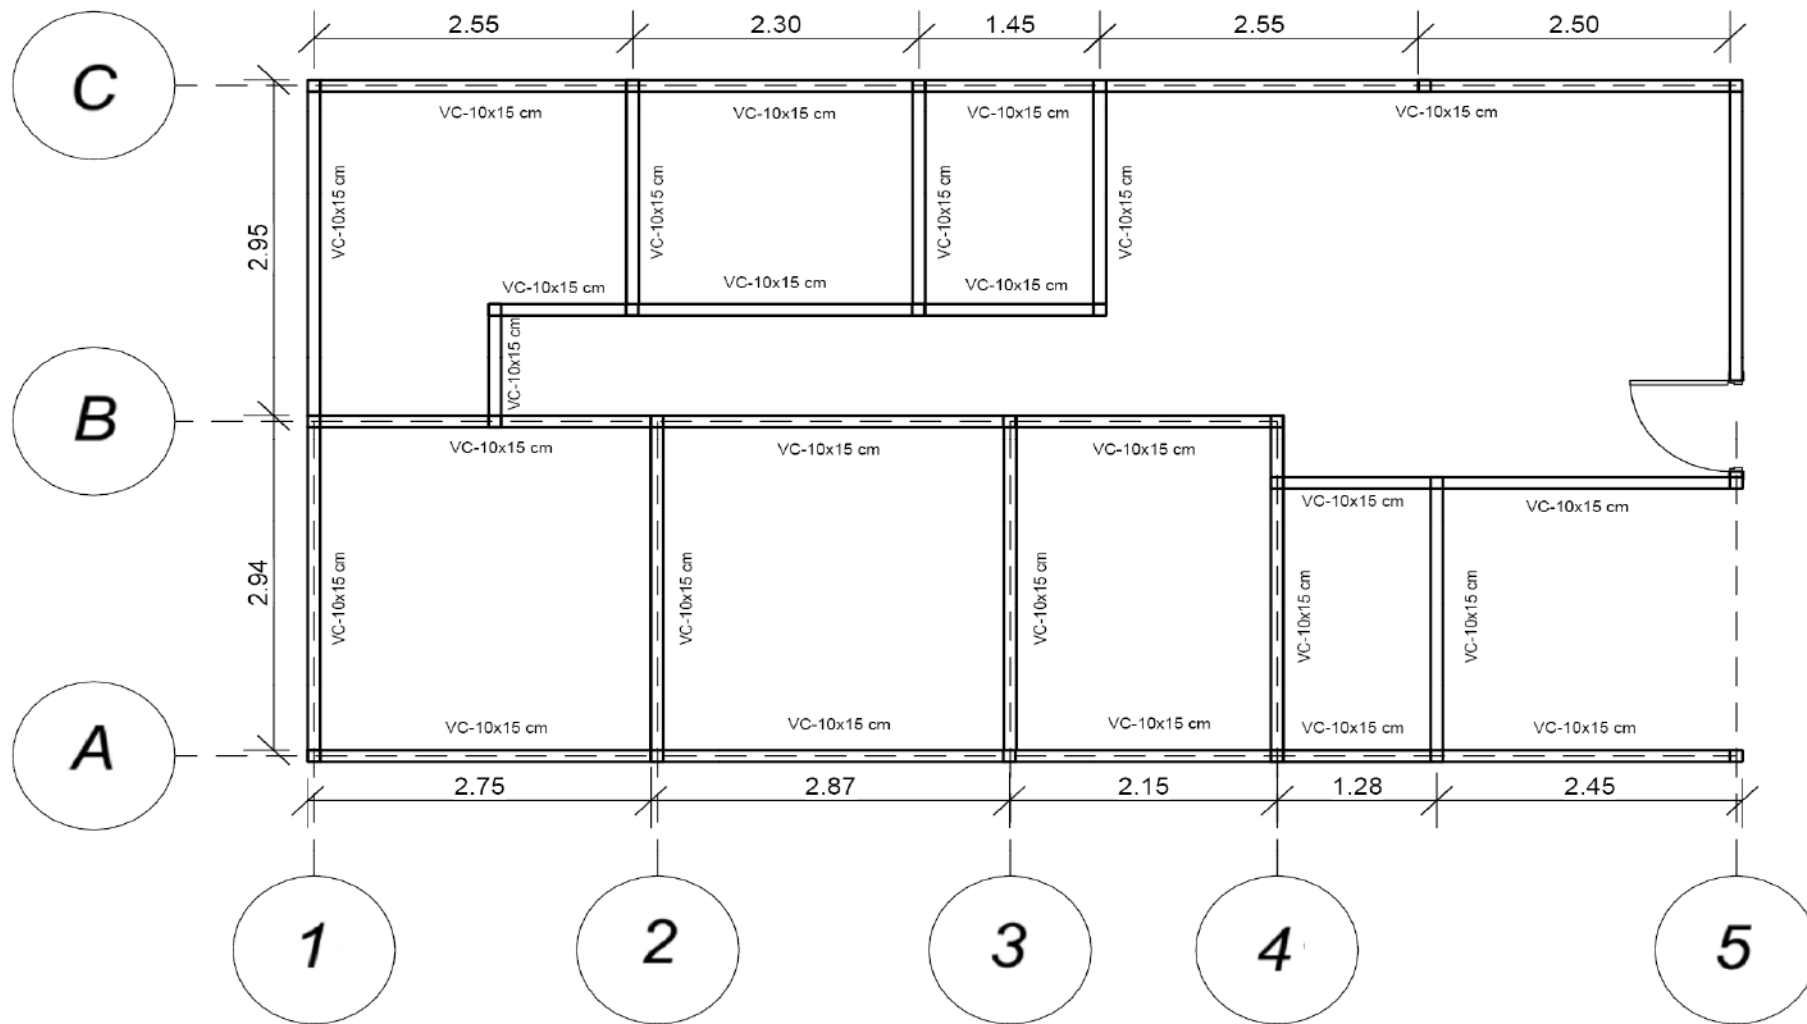 2.55 2.30 1.45 2.55 2.50
C
VC-10x15 cm VC-10x15 cm VC-10x15 cm VC-10x15 cm
VC-10x15 cm VC-10x15 cm VC-10x15 cm VC-10x15 cm
2.95
VC-10x15 cm VC-10x15 cm VC-10x15 cm
VC-10x15 cm
B
VC-10x15 cm VC-10x15 cm VC-10x15 cm
VC-10x15 cm VC-10x15 cm
2.94
VC-10x15 cm VC-10x15 cm VC-10x15 cm VC-10x15 cm VC-10x15 cm
A
VC-10x15 cm VC-10x15 cm VC-10x15 cm VC-10x15 cm VC-10x15 cm
2.75 2.87 2.15 1.28 2.45
1 2 3 4 5